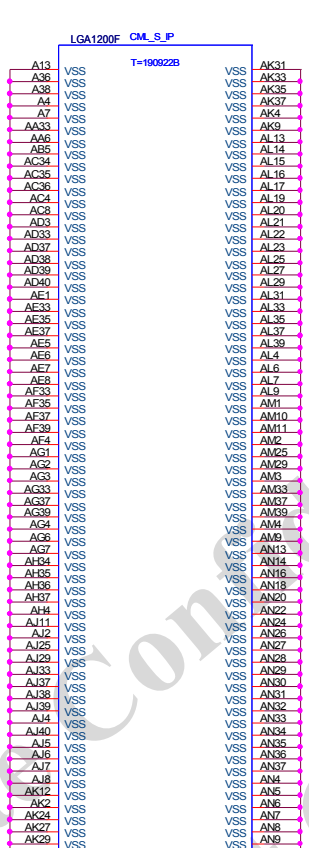 LGA1200F CML_S_IP
T=190922B
A13 VSS VSS AK31
A36 VSS VSS AK33
A38 VSS VSS AK35
A4 VSS VSS AK37
A7 VSS VSS AK4
AA33 VSS VSS AK9
AA6 VSS VSS AL13
AB5 VSS VSS AL14
AC34 VSS VSS AL15
AC35 VSS VSS AL16
AC36 VSS VSS AL17
AC4 VSS VSS AL19
AC8 VSS VSS AL20
AD3 VSS VSS AL21
AD33 VSS VSS AL22
AD37 VSS VSS AL23
AD38 VSS VSS AL25
AD39 VSS VSS AL27
AD40 VSS VSS AL29
AE1 VSS VSS AL31
AE33 VSS VSS AL33
AE35 VSS VSS AL35
AE37 VSS VSS AL37
AE5 VSS VSS AL39
AE6 VSS VSS AL4
AE7 VSS VSS AL6
AE8 VSS VSS AL7
AF33 VSS VSS AL9
AF35 VSS VSS AM1
AF37 VSS VSS AM10
AF39 VSS VSS AM11
AF4 VSS VSS AM2
AG1 VSS VSS AM25
AG2 VSS VSS AM29
AG3 VSS VSS AM3
AG33 VSS VSS AM33
AG37 VSS VSS AM37
AG39 VSS VSS AM39
AG4 VSS VSS AM4
AG6 VSS VSS AM9
AG7 VSS VSS AN13
AH34 VSS VSS AN14
AH35 VSS VSS AN16
AH36 VSS VSS AN18
AH37 VSS VSS AN20
AH4 VSS VSS AN22
AJ11 VSS VSS AN24
AJ2 VSS VSS AN26
AJ25 VSS VSS AN27
AJ29 VSS VSS AN28
AJ33 VSS VSS AN29
AJ37 VSS VSS AN30
AJ38 VSS VSS AN31
AJ39 VSS VSS AN32
AJ4 VSS VSS AN33
AJ40 VSS VSS AN34
AJ5 VSS VSS AN35
AJ6 VSS VSS AN36
AJ7 VSS VSS AN37
AJ8 VSS VSS AN4
AK12 VSS VSS AN5
AK2 VSS VSS AN6
AK24 VSS VSS AN7
AK27 VSS VSS AN8
AK29 VSS VSS AN9